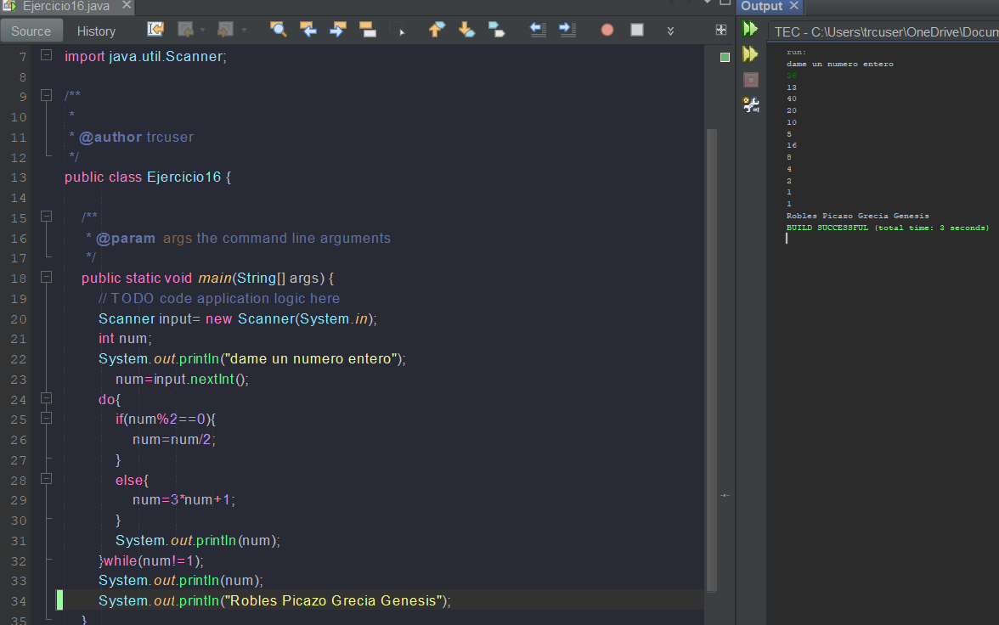 Ejercicio16.java
Source History
7 import java.util.Scanner;
8
9 /**
10 *
11 * @author trcuser
12 */
13 public class Ejercicio16 {
14
15 /**
16 * @param args the command line arguments
17 */
18 public static void main(String[] args) {
19 // TODO code application logic here
20 Scanner input= new Scanner(System.in);
21 int num;
22 System.out.println("dame un numero entero");
23 num=input.nextInt();
24 do{
25 if(num%2==0){
26 num=num/2;
27 }
28 else{
29 num=3*num+1;
30 }
31 System.out.println(num);
32 }while(num!=1);
33 System.out.println(num);
34 System.out.println("Robles Picazo Grecia Genesis");
35 }
Output
TEC - C:\Users\trcuser\OneDrive\Docum
run:
dame un numero entero
26
13
40
20
10
5
16
8
4
2
1
1
Robles Picazo Grecia Genesis
BUILD SUCCESSFUL (total time: 3 seconds)